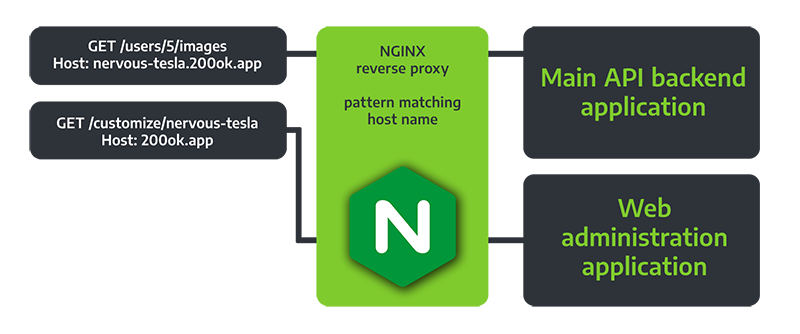 GET /users/5/images
Host: nervous-tesla.200ok.app
GET /customize/nervous-tesla
Host: 200ok.app
NGINX
reverse proxy
pattern matching
host name
N
Main API backend
application
Web
administration
application